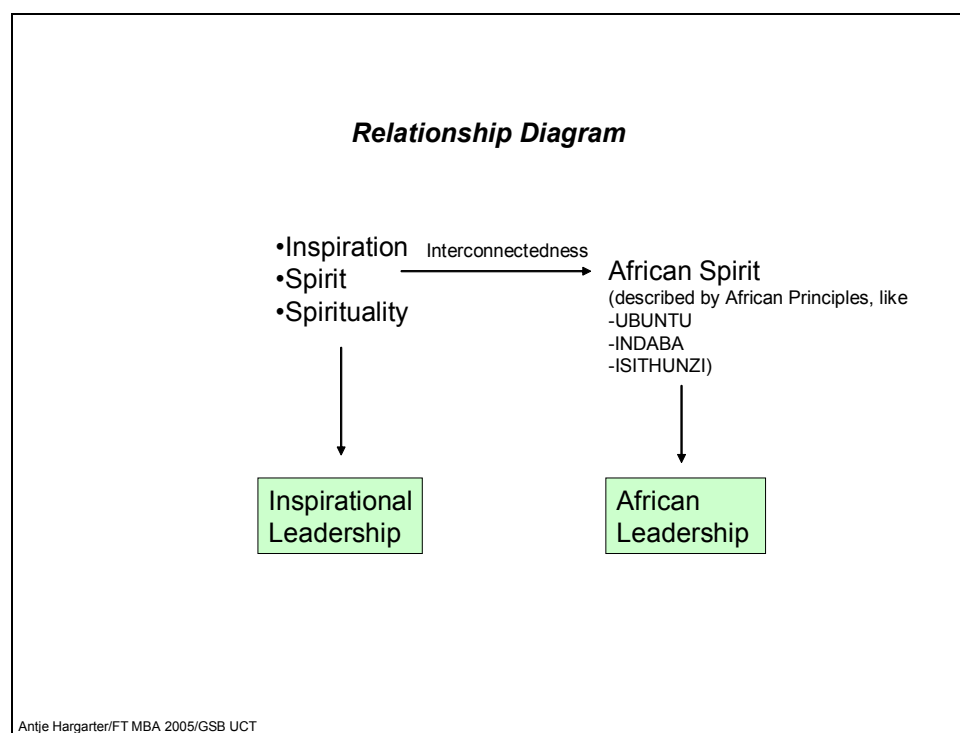 Relationship Diagram
•Inspiration
•Spirit
•Spirituality
Interconnectedness
African Spirit
(described by African Principles, like
-UBUNTU
-INDABA
-ISITHUNZI)
Inspirational
Leadership
African
Leadership
Antje Hargarter/FT MBA 2005/GSB UCT